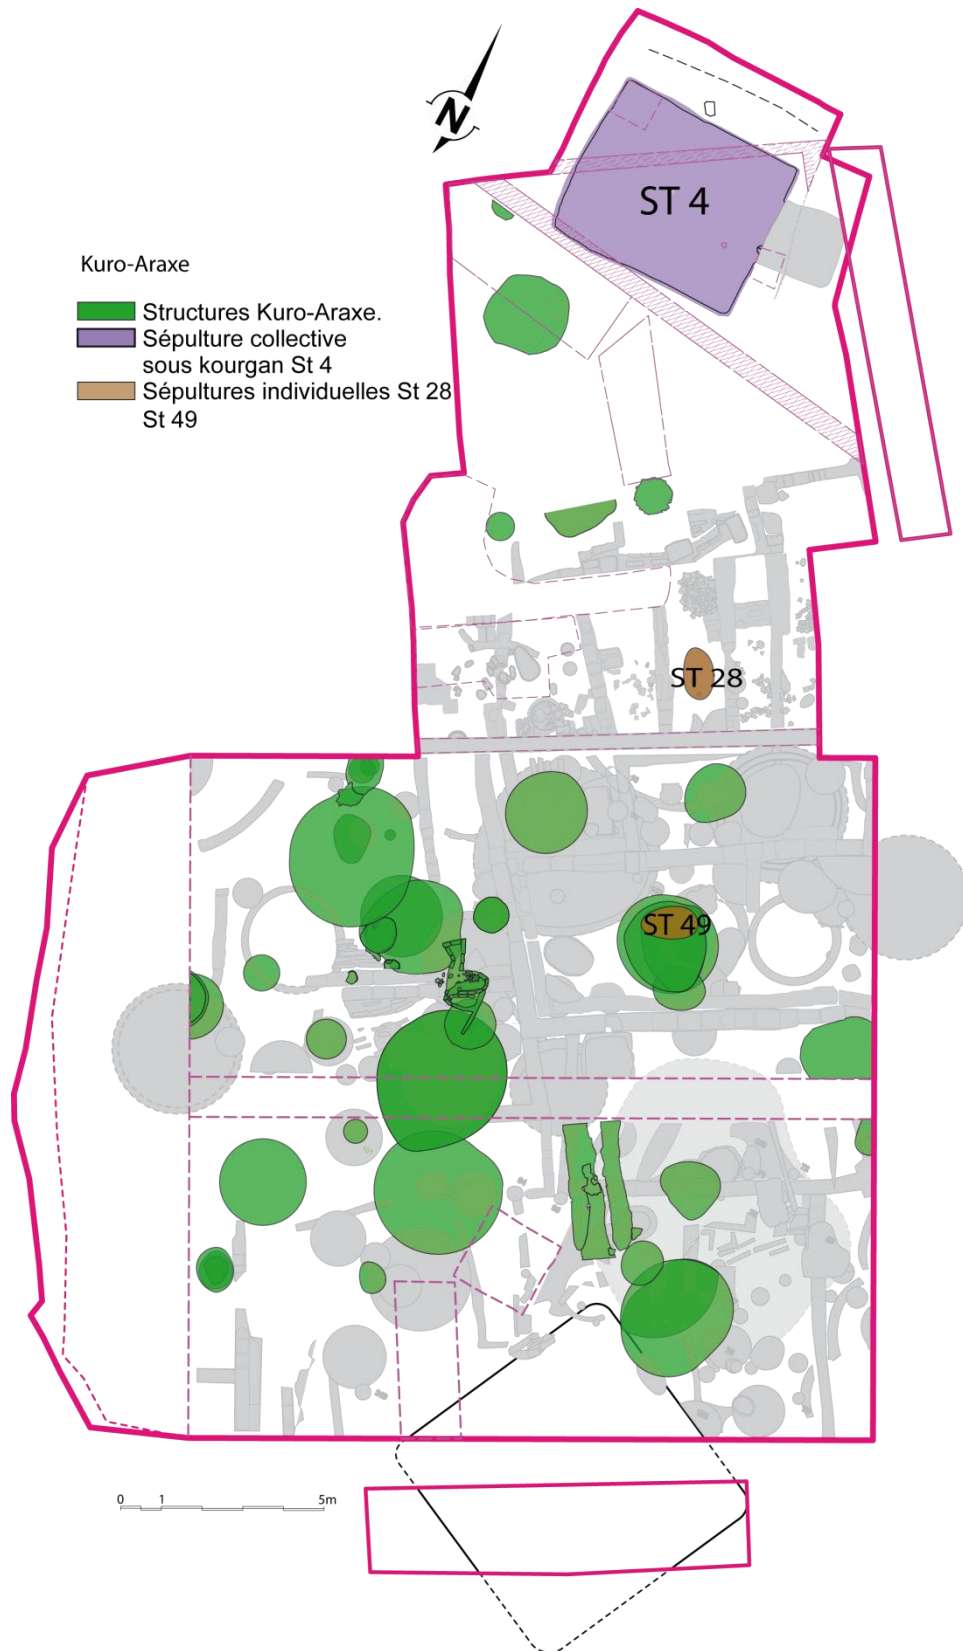 N
ST 4
Kuro-Araxe
Structures Kuro-Araxe.
Sépulture collective
sous kourgan St 4
Sépultures individuelles St 28
St 49
ST 28
ST 49
101
0 1 5m